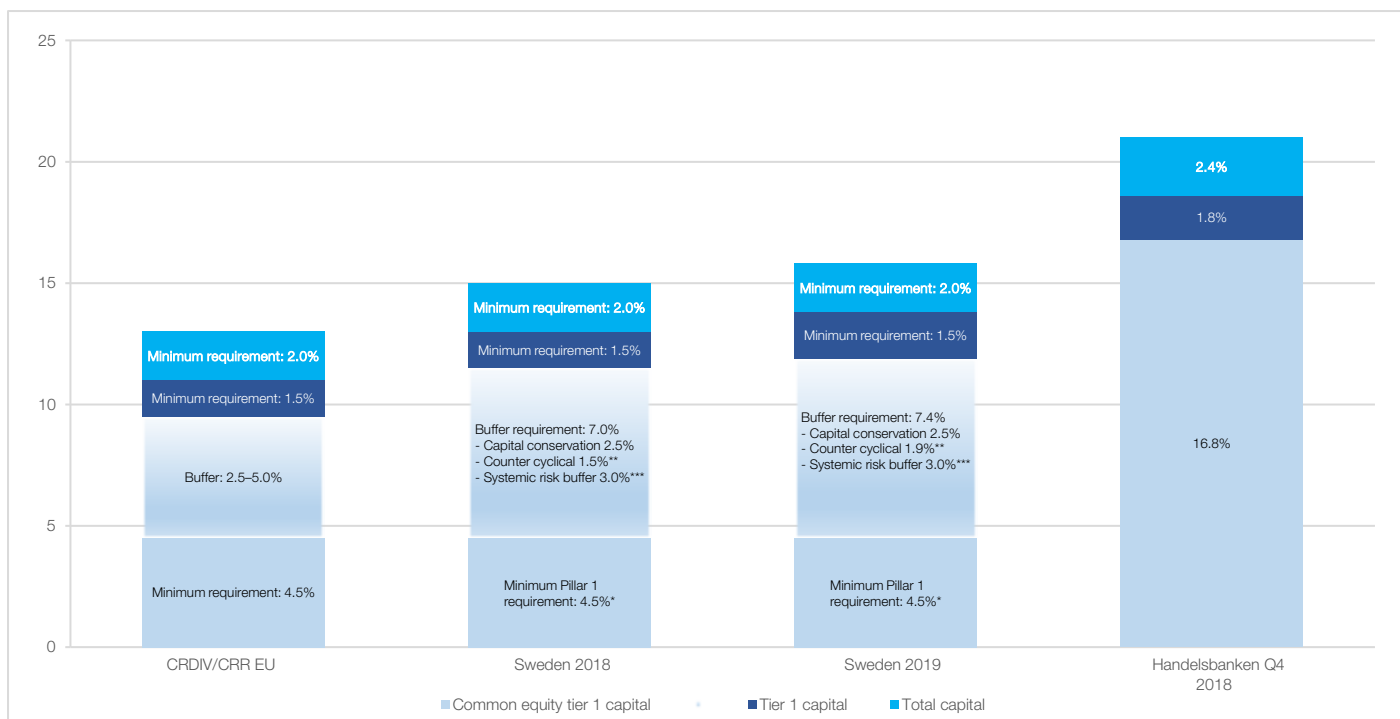 25
20
15
10
5
0
Minimum requirement: 2.0%
Minimum requirement: 1.5%
Buffer: 2.5–5.0%
Minimum requirement: 4.5%
Minimum requirement: 2.0%
Minimum requirement: 1.5%
Buffer requirement: 7.0%
- Capital conservation 2.5%
- Counter cyclical 1.5%**
- Systemic risk buffer 3.0%***
Minimum Pillar 1
requirement: 4.5%*
Minimum requirement: 2.0%
Minimum requirement: 1.5%
Buffer requirement: 7.4%
- Capital conservation 2.5%
- Counter cyclical 1.9%**
- Systemic risk buffer 3.0%***
Minimum Pillar 1
requirement: 4.5%*
2.4%
1.8%
16.8%
CRDIV/CRR EU
Sweden 2018
Sweden 2019
Handelsbanken Q4
2018
Common equity tier 1 capital
Tier 1 capital
Total capital